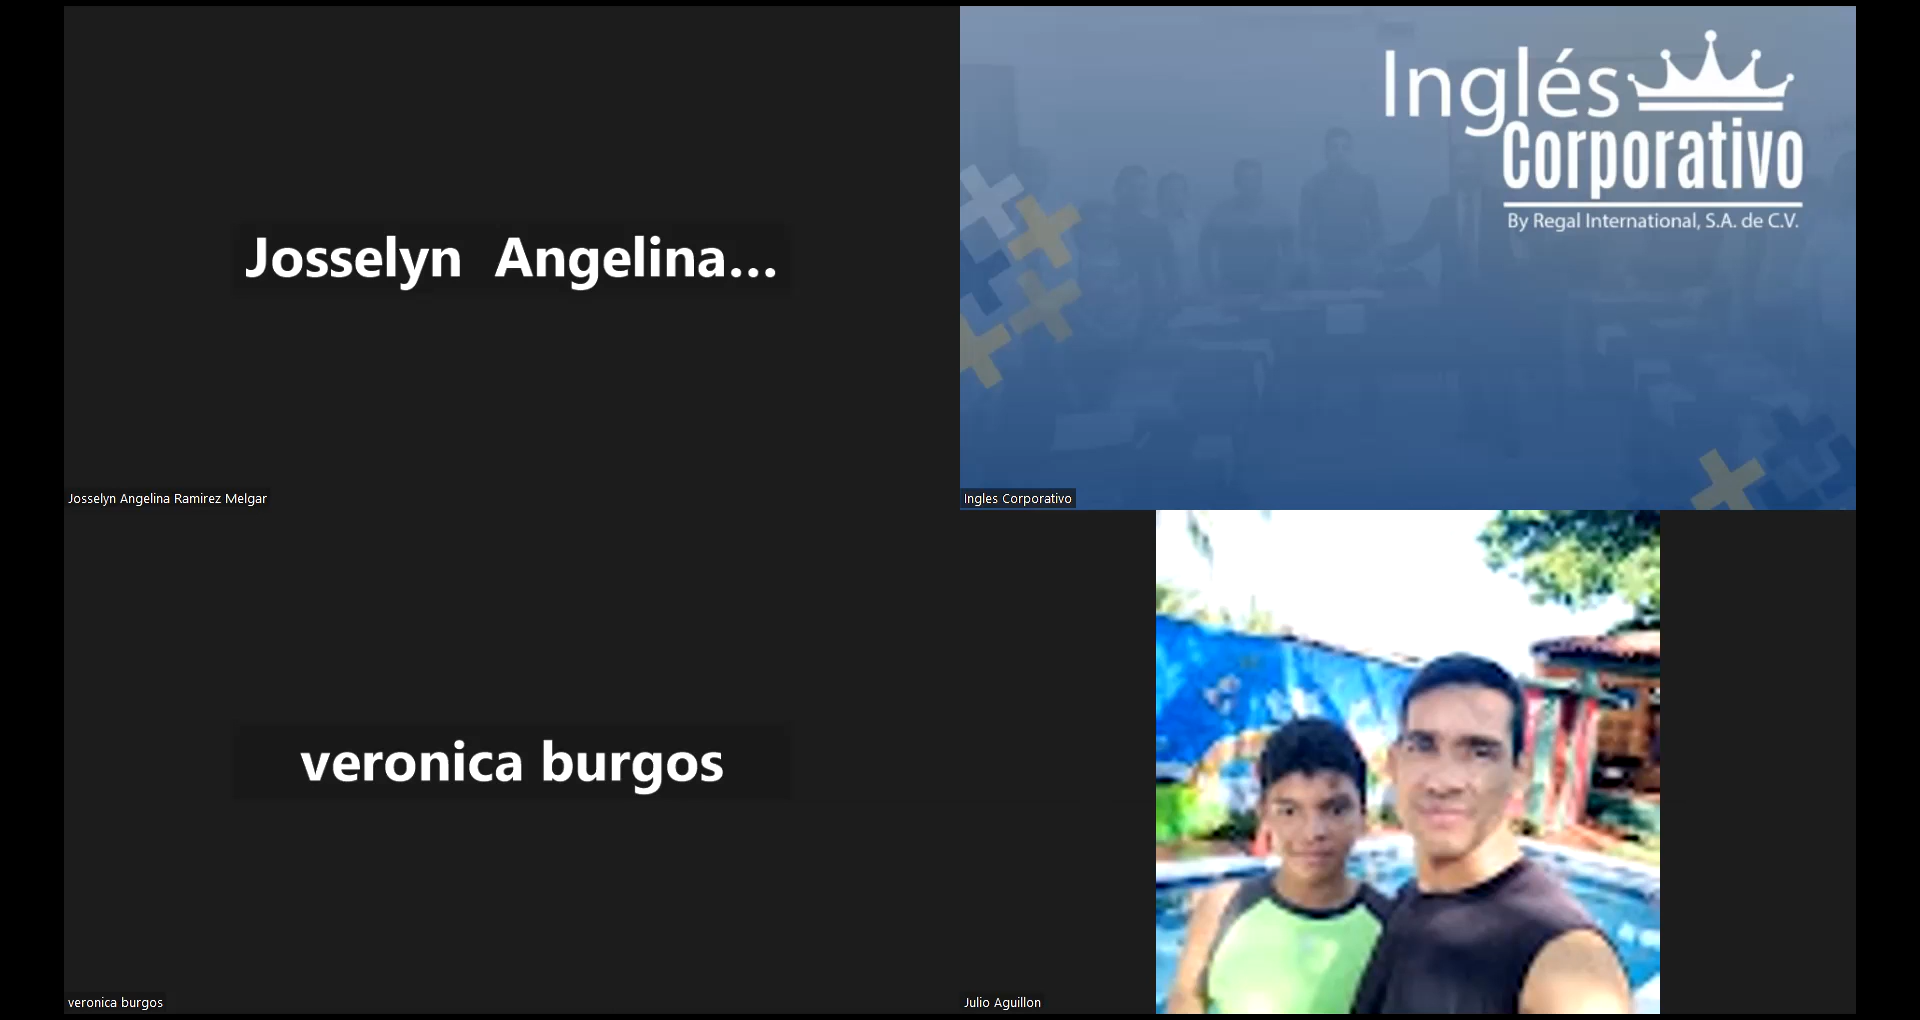 Josselyn  Angelina...
Josselyn Angelina Ramirez Melgar
Inglés
Corporativo
By Regal International, S.A. de C.V.
Ingles Corporativo
veronica burgos
veronica burgos
Julio Aguillon